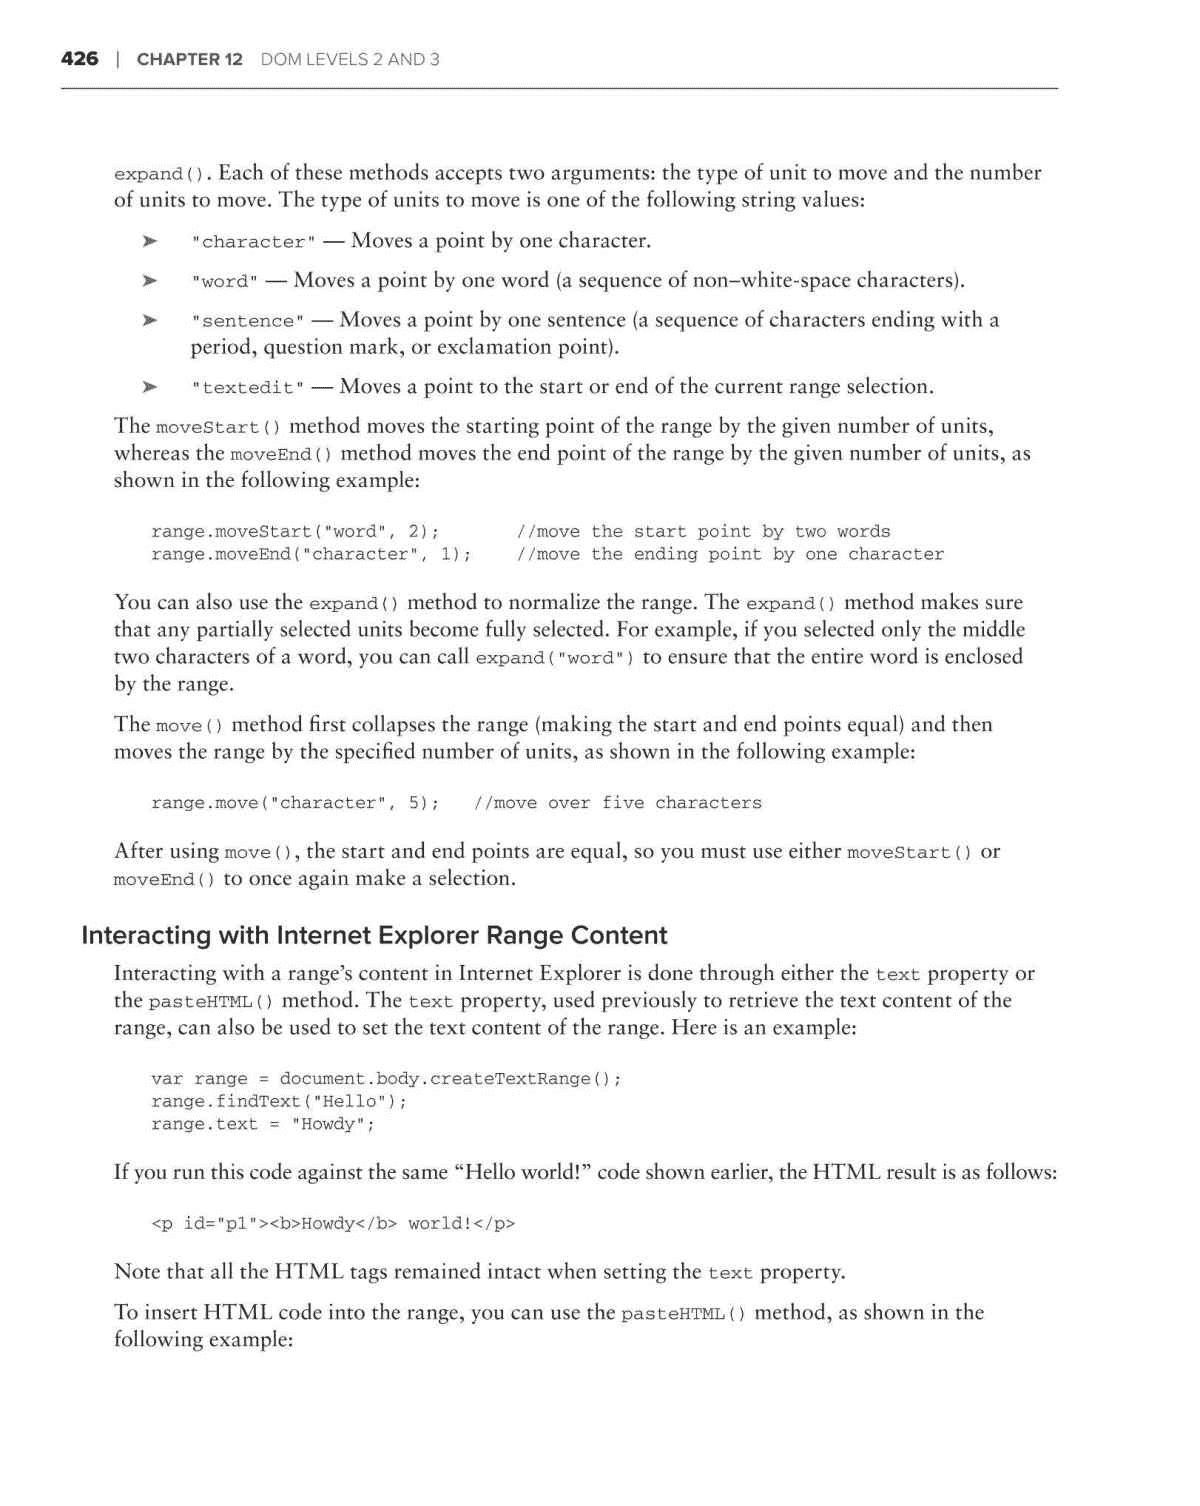 426 | CHAPTER 12 DOM LEVELS 2 AND 3
expand(). Each of these methods accepts two arguments: the type of unit to move and the number
of units to move. The type of units to move is one of the following string values:
➤ "character" — Moves a point by one character.
➤ "word" — Moves a point by one word (a sequence of non–white-space characters).
➤ "sentence" — Moves a point by one sentence (a sequence of characters ending with a
period, question mark, or exclamation point).
➤ "textedit" — Moves a point to the start or end of the current range selection.
The moveStart() method moves the starting point of the range by the given number of units,
whereas the moveEnd() method moves the end point of the range by the given number of units, as
shown in the following example:
range.moveStart("word", 2); //move the start point by two words
range.moveEnd("character", 1); //move the ending point by one character
You can also use the expand() method to normalize the range. The expand() method makes sure
that any partially selected units become fully selected. For example, if you selected only the middle
two characters of a word, you can call expand("word") to ensure that the entire word is enclosed
by the range.
The move() method first collapses the range (making the start and end points equal) and then
moves the range by the specified number of units, as shown in the following example:
range.move("character", 5); //move over five characters
After using move(), the start and end points are equal, so you must use either moveStart() or
moveEnd() to once again make a selection.
Interacting with Internet Explorer Range Content
Interacting with a range's content in Internet Explorer is done through either the text property or
the pasteHTML() method. The text property, used previously to retrieve the text content of the
range, can also be used to set the text content of the range. Here is an example:
var range = document.body.createTextRange();
range.findText("Hello");
range.text = "Howdy";
If you run this code against the same “Hello world!” code shown earlier, the HTML result is as follows:
<p id="p1"><b>Howdy</b> world!</p>
Note that all the HTML tags remained intact when setting the text property.
To insert HTML code into the range, you can use the pasteHTML() method, as shown in the
following example: